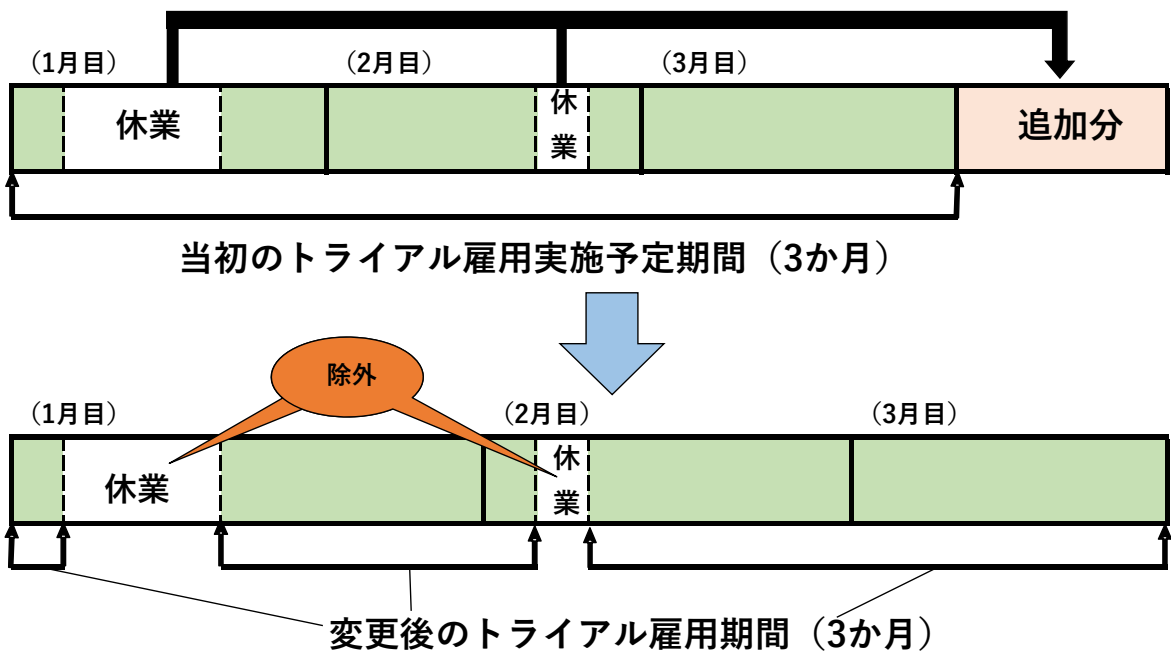 （1月目）
（2月目）
（3月目）
休業
休業
追加分
当初のトライアル雇用実施予定期間（3か月）
除外
（1月目）
（2月目）
（3月目）
休業
休業
変更後のトライアル雇用期間（3か月）